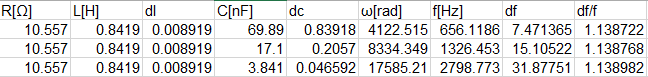 R[Ω] L[H] dl C[nF] dc ω[rad] f[Hz] df df/f
10.557 0.8419 0.008919 69.89 0.83918 4122.515 656.1186 7.471365 1.138722
10.557 0.8419 0.008919 17.1 0.2057 8334.349 1326.453 15.10522 1.138768
10.557 0.8419 0.008919 3.841 0.046592 17585.21 2798.773 31.87751 1.138982